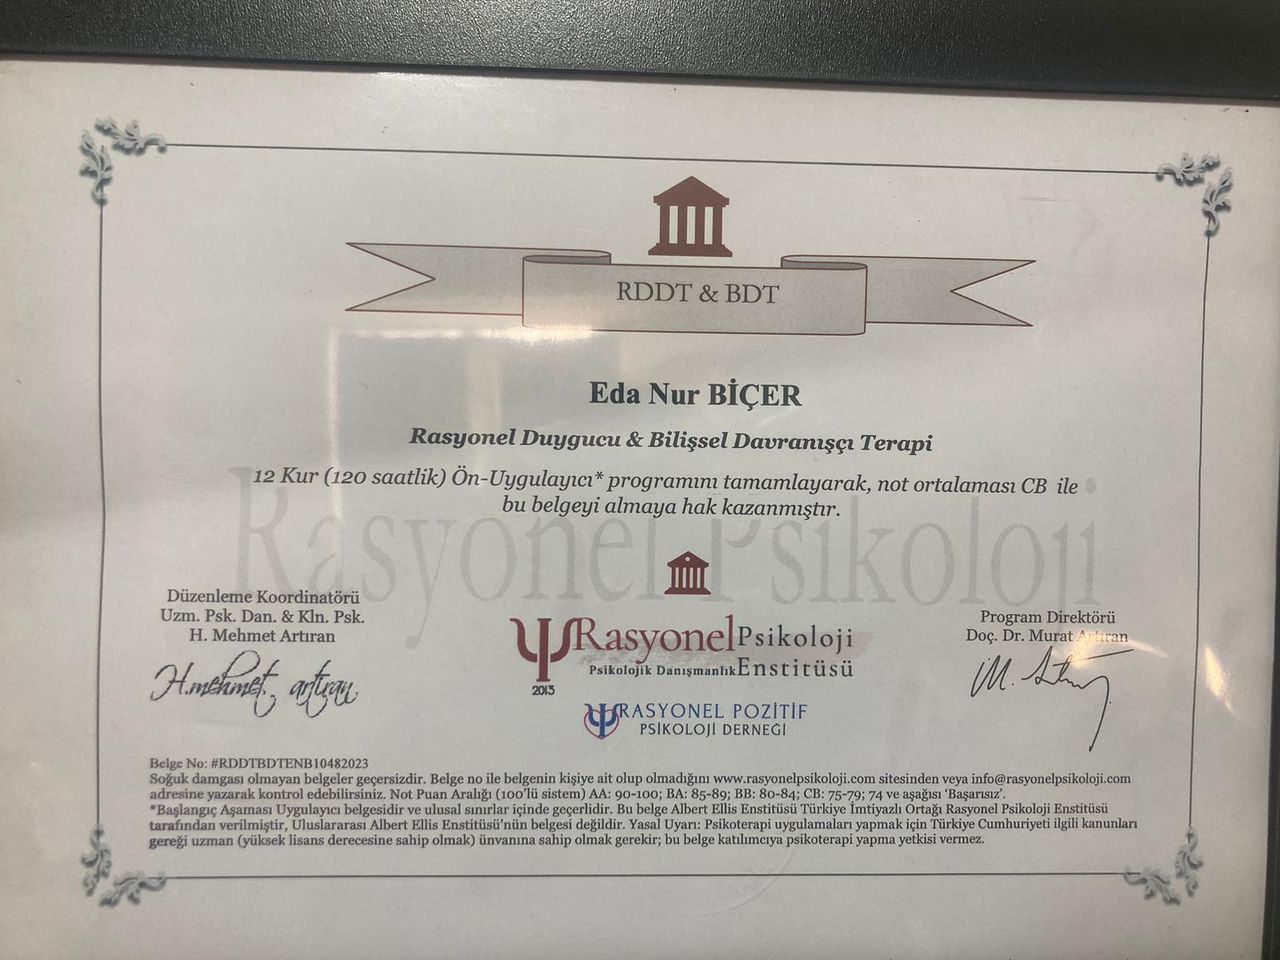 RDDT & BDT
Eda Nur BİÇER
Rasyonel Duygucu & Bilişsel Davranışçı Terapi
12 Kur (120 saatlik) Ön-Uygulayıcı* programını tamamlayarak, not ortalaması CB ile
bu belgeyi almaya hak kazanmıştır.
Rasyonel Psikoloji
Düzenleme Koordinatörü
Uzm. Psk. Dan. & Kln. Psk.
H. Mehmet Artıran
H.mehmet artıran
Program Direktörü
Doç. Dr. Murat Artıran
Rasyonel Psikoloji
Psikolojik Danışmanlık Enstitüsü
2013
RASYONEL POZİTİF
PSİKOLOJİ DERNEĞİ
Belge No: #RDDTBDTENB10482023
Soğuk damgası olmayan belgeler geçersizdir. Belge no ile belgenin kişiye ait olup olmadığını www.rasyonelpsikoloji.com sitesinden veya info@rasyonelpsikoloji.com
adresine yazarak kontrol edebilirsiniz. Not Puan Aralığı (100'lü sistem) AA: 90-100; BA: 85-89; BB: 80-84; CB: 75-79; 74 ve aşağısı 'Başarısız'.
*Başlangıç Aşaması Uygulayıcı belgesidir ve ulusal sınırlar içinde geçerlidir. Bu belge Albert Ellis Enstitüsü Türkiye İmtiyazlı Ortağı Rasyonel Psikoloji Enstitüsü
tarafından verilmiştir, Uluslararası Albert Ellis Enstitüsü'nün belgesi değildir. Yasal Uyarı: Psikoterapi uygulamaları yapmak için Türkiye Cumhuriyeti ilgili kanunları
gereği uzman (yüksek lisans derecesine sahip olmak) ünvanına sahip olmak gerekir; bu belge katılımcıya psikoterapi yapma yetkisi vermez.